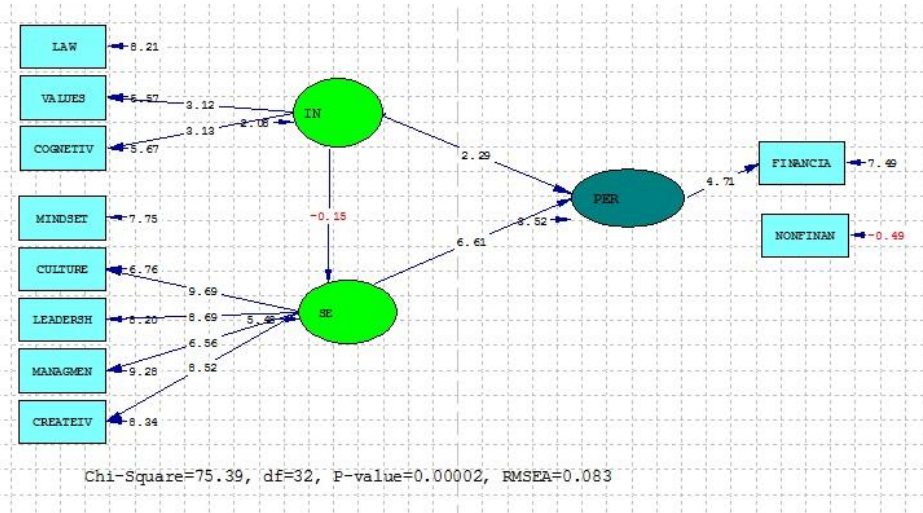 LAW
8.21
VALUES
5.57
3.12
IN
2.08
3.13
COGNETIV
5.67
2.29
FINANCIA
7.49
4.71
PER
3.52
MINDSET
7.75
-0.15
NONFINAN
-0.49
6.61
CULTURE
6.76
9.69
LEADERSH
8.20
8.69
5.48
SE
6.56
MANAGMEN
9.28
8.52
CREATEIV
8.34
Chi-Square=75.39, df=32, P-value=0.00002, RMSEA=0.083